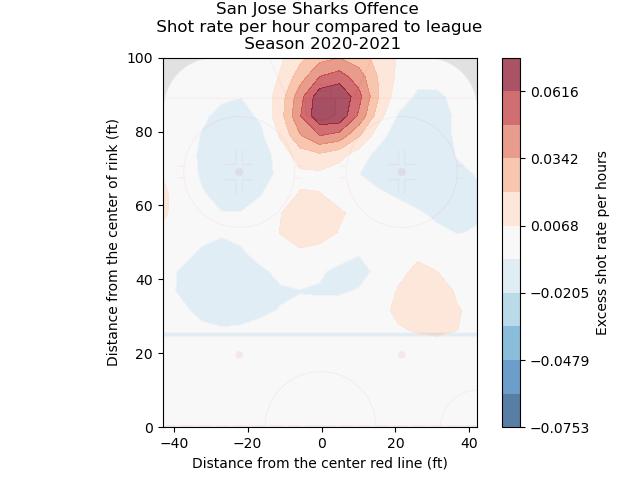 San Jose Sharks Offence
Shot rate per hour compared to league
Season 2020-2021
100
80
60
40
20
0
Distance from the center of rink (ft)
−40
−20
0
20
40
Distance from the center red line (ft)
0.0616
0.0342
0.0068
−0.0205
−0.0479
−0.0753
Excess shot rate per hours